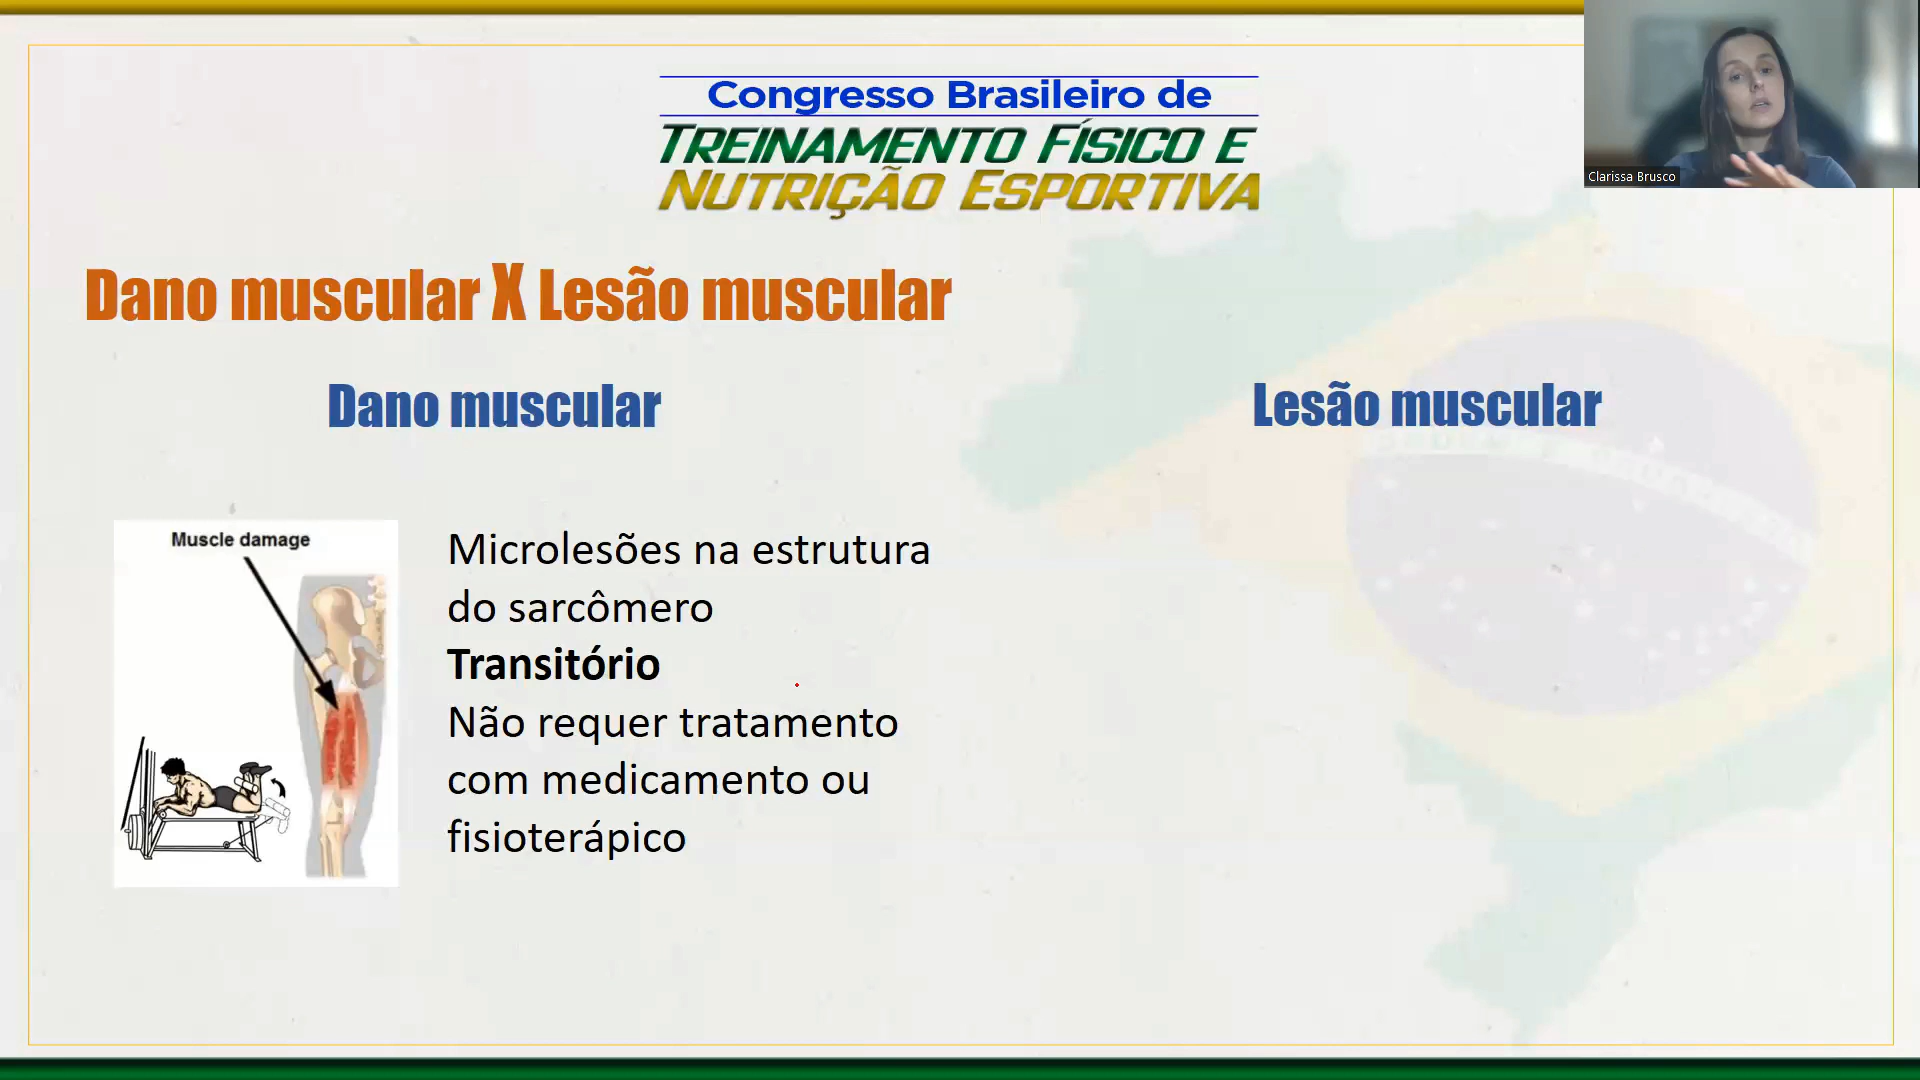 Congresso Brasileiro de
TREINAMENTO FÍSICO E
NUTRIÇÃO ESPORTIVA
Clarissa Brusco
Dano muscular X Lesão muscular
Dano muscular
Lesão muscular
Muscle damage
Microlesões na estrutura
do sarcômero
Transitório
Não requer tratamento
com medicamento ou
fisioterápico